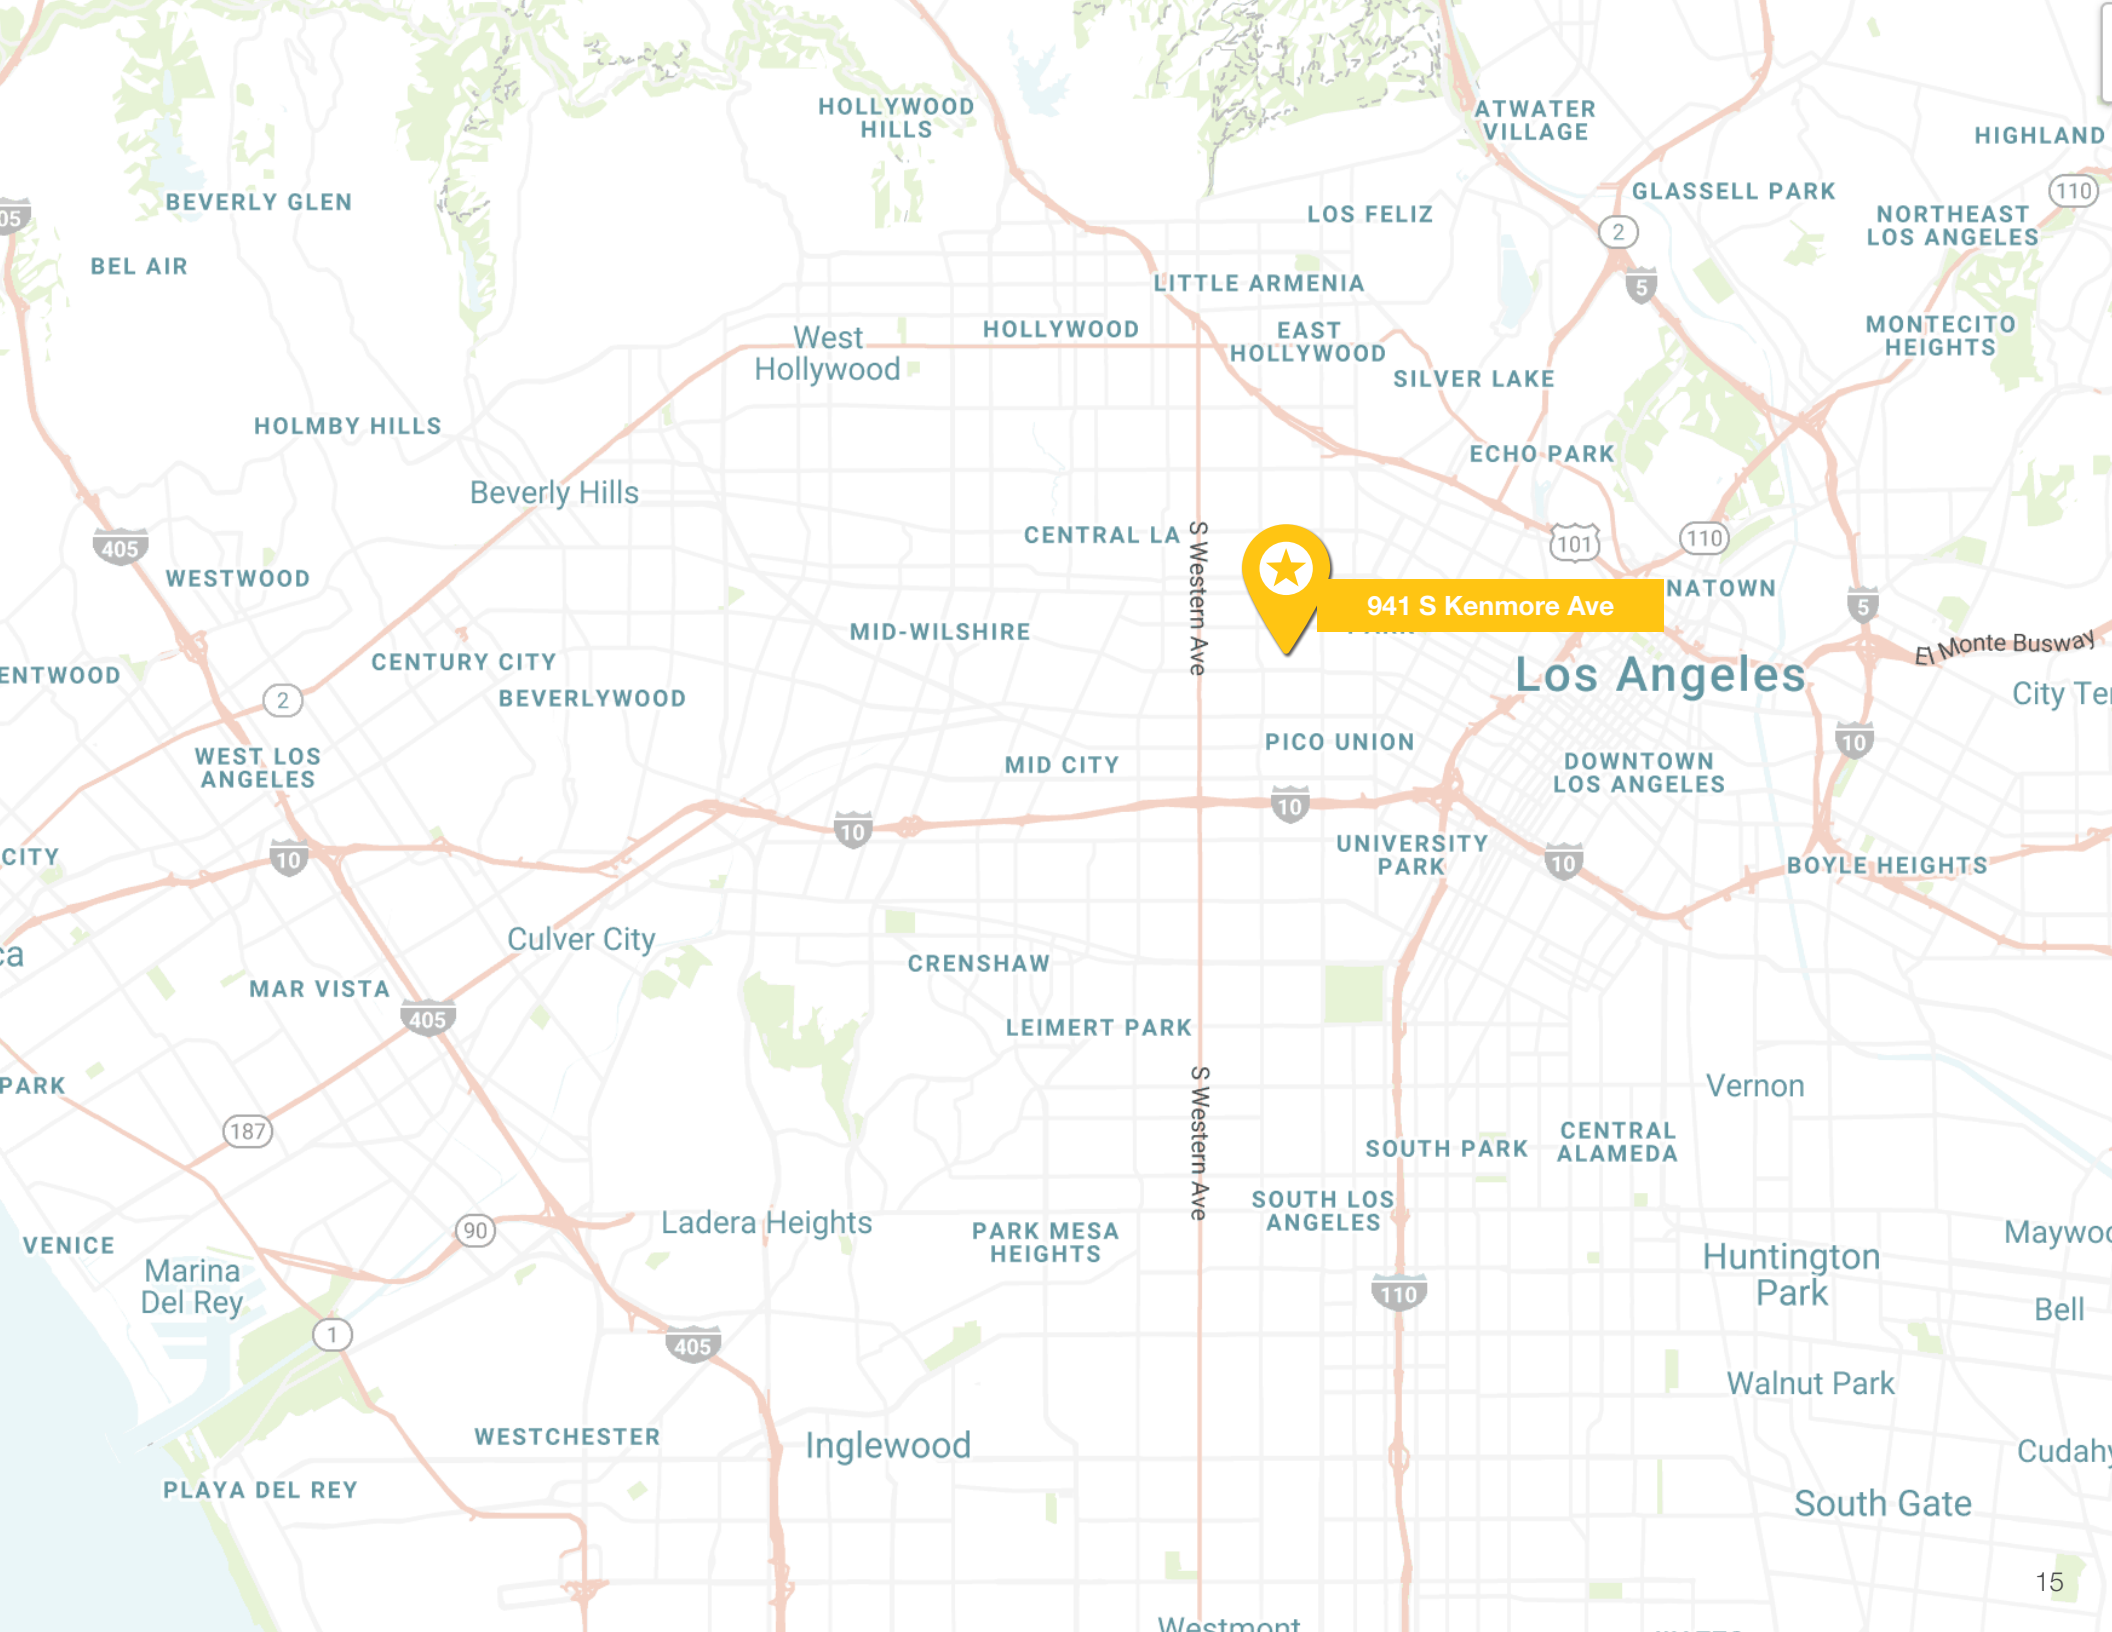 HOLLYWOOD
HILLS
ATWATER
VILLAGE
HIGHLAND
BEVERLY GLEN
GLASSELL PARK
110
05
LOS FELIZ
NORTHEAST
LOS ANGELES
2
BEL AIR
LITTLE ARMENIA
5
West
Hollywood
HOLLYWOOD
EAST
HOLLYWOOD
MONTECITO
HEIGHTS
SILVER LAKE
HOLMBY HILLS
ECHO PARK
Beverly Hills
CENTRAL LA
S Western Ave
405
101
110
WESTWOOD
NATOWN
941 S Kenmore Ave
5
MID-WILSHIRE
El Monte Busway
ENTWOOD
CENTURY CITY
Los Angeles
BEVERLYWOOD
2
City Ter
PICO UNION
10
WEST LOS
ANGELES
MID CITY
DOWNTOWN
LOS ANGELES
10
10
CITY
10
UNIVERSITY
PARK
10
BOYLE HEIGHTS
Culver City
ca
CRENSHAW
MAR VISTA
405
LEIMERT PARK
PARK
Vernon
S Western Ave
187
SOUTH PARK
CENTRAL
ALAMEDA
SOUTH LOS
ANGELES
90
Ladera Heights
PARK MESA
HEIGHTS
Maywoo
VENICE
Marina
Del Rey
Huntington
Park
110
Bell
1
405
Walnut Park
WESTCHESTER
Inglewood
Cudahy
PLAYA DEL REY
South Gate
15
Westmont